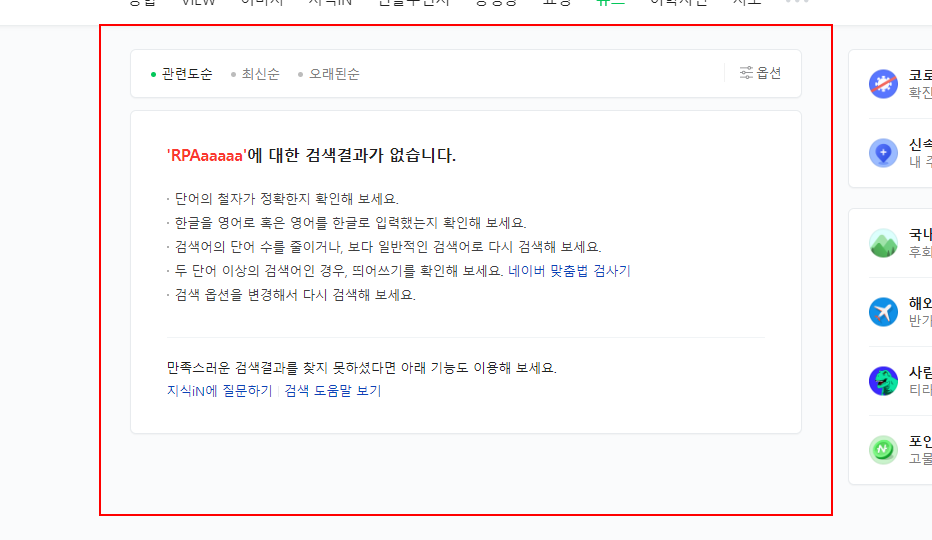 VIEW
뉴스
관련도순 최신순 오래된순 옵션
'RPAaaaaa'에 대한 검색결과가 없습니다.
· 단어의 철자가 정확한지 확인해 보세요.
· 한글을 영어로 혹은 영어를 한글로 입력했는지 확인해 보세요.
· 검색어의 단어 수를 줄이거나, 보다 일반적인 검색어로 다시 검색해 보세요.
· 두 단어 이상의 검색어인 경우, 띄어쓰기를 확인해 보세요. 네이버 맞춤법 검사기
· 검색 옵션을 변경해서 다시 검색해 보세요.
만족스러운 검색결과를 찾지 못하셨다면 아래 기능도 이용해 보세요.
지식iN에 질문하기 검색 도움말 보기
코로
확진
신속
내 주
국내
후화
해외
반가
사람
티라
포인
고물